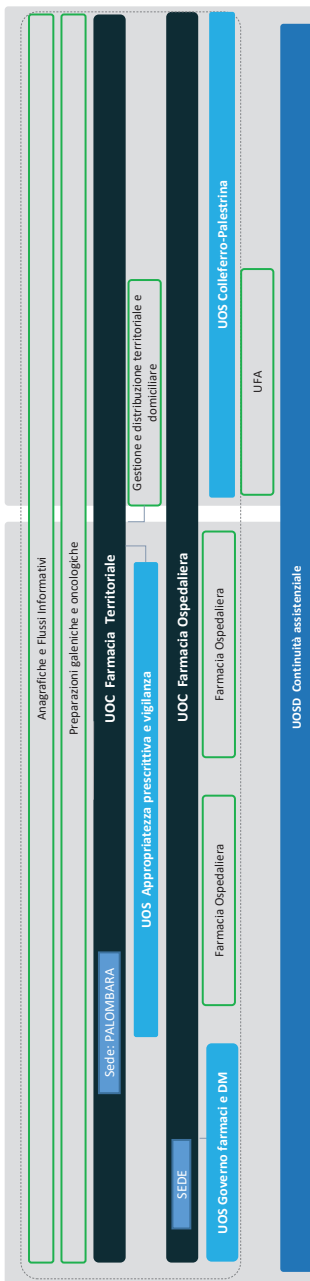 Anagrafiche e Flussi Informativi
Preparazioni galeniche e oncologiche
UOC Farmacia Territoriale
Sede: PALOMBARA
Gestione e distribuzione territoriale e
domiciliare
UOS Appropriatezza prescrittiva e vigilanza
UOC Farmacia Ospedaliera
SEDE
UOS Governo farmaci e DM
Farmacia Ospedaliera
Farmacia Ospedaliera
UOS Colleferro-Palestrina
UFA
UOSD Continuità assistenziale